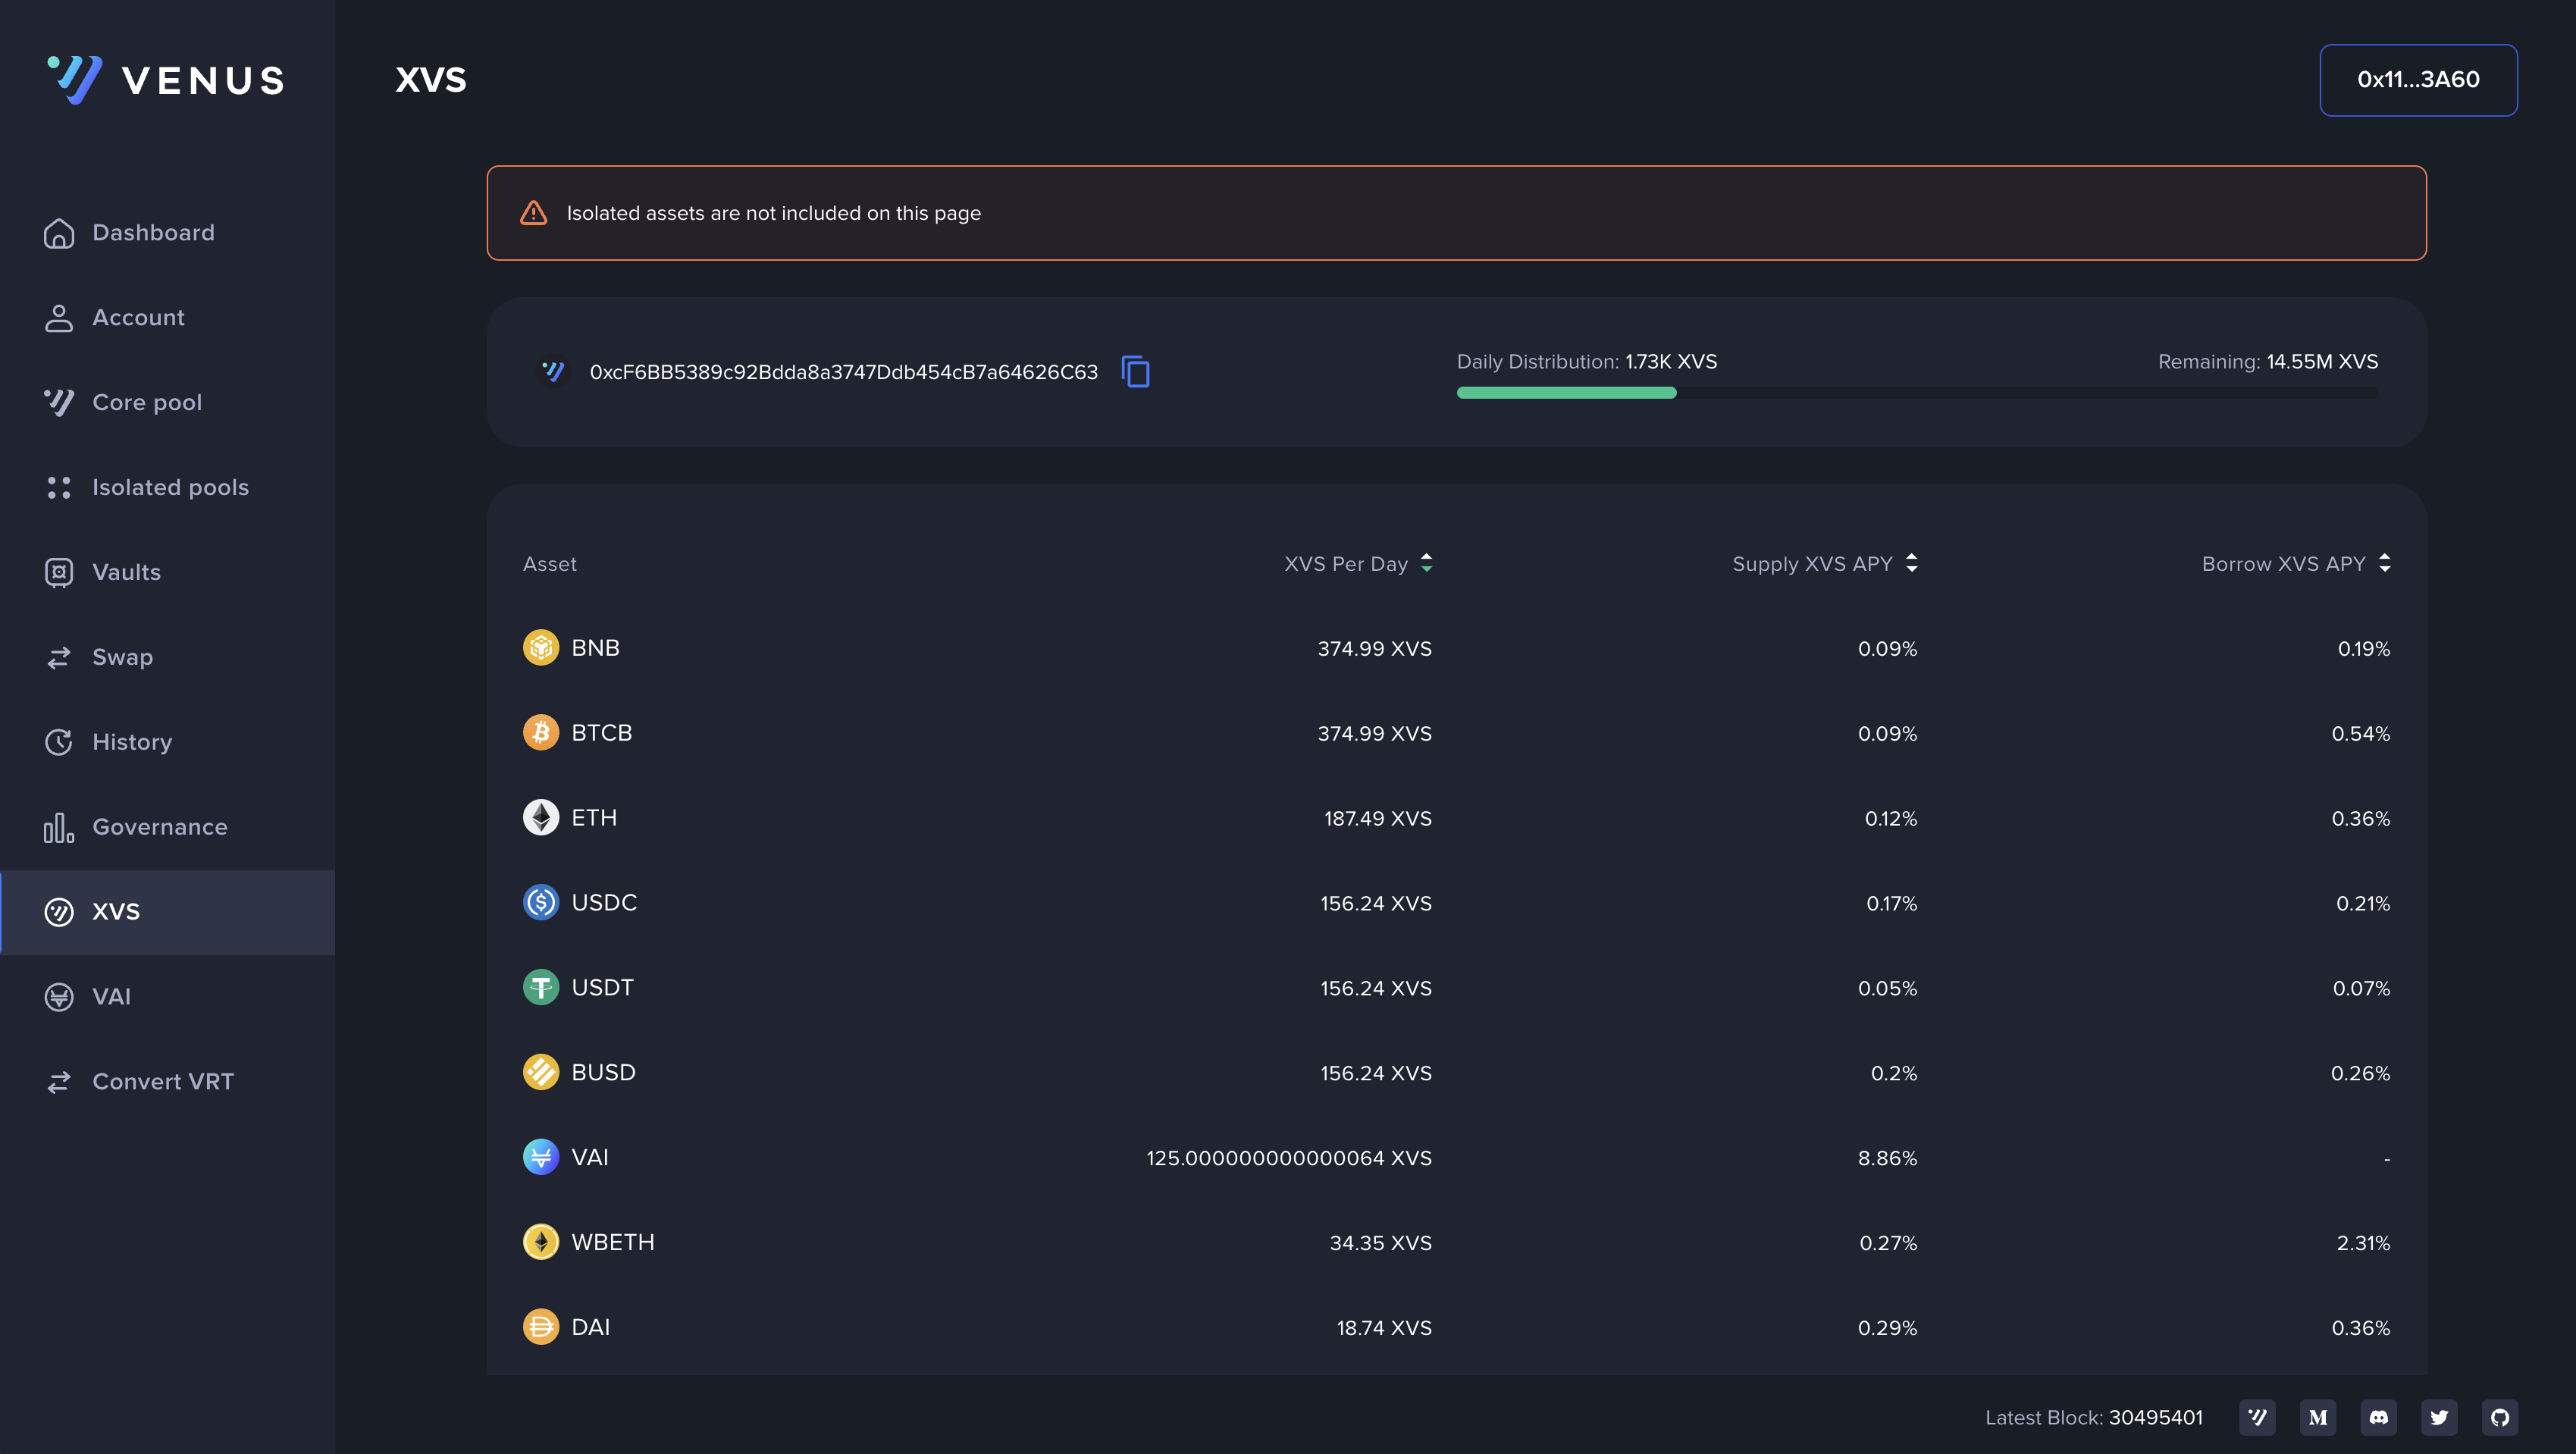 VENUS
XVS
0x11...3A60
Dashboard
Account
Core pool
Isolated pools
Vaults
Swap
History
Governance
XVS
VAI
Convert VRT
Isolated assets are not included on this page
0xcF6BB5389c92Bdda8a3747Ddb454cB7a64626C63
Daily Distribution: 1.73K XVS
Remaining: 14.55M XVS
Asset XVS Per Day Supply XVS APY Borrow XVS APY
BNB 374.99 XVS 0.09% 0.19%
BTCB 374.99 XVS 0.09% 0.54%
ETH 187.49 XVS 0.12% 0.36%
USDC 156.24 XVS 0.17% 0.21%
USDT 156.24 XVS 0.05% 0.07%
BUSD 156.24 XVS 0.2% 0.26%
VAI 125.000000000000064 XVS 8.86% -
WBETH 34.35 XVS 0.27% 2.31%
DAI 18.74 XVS 0.29% 0.36%
Latest Block: 30495401